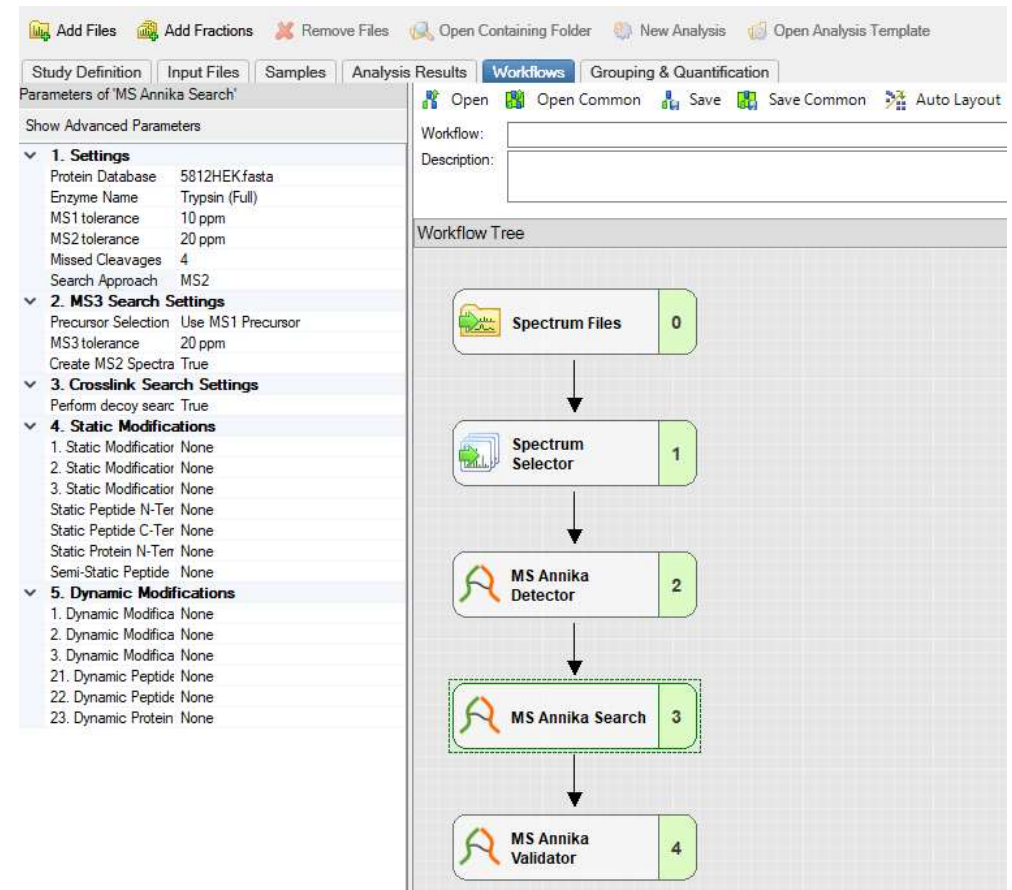 Add Files Add Fractions Remove Files Open Containing Folder New Analysis Open Analysis Template
Study Definition Input Files Samples Analysis Results Workflows Grouping & Quantification
Parameters of 'MS Annika Search'
Show Advanced Parameters
1. Settings
Protein Database 5812HEK.fasta
Enzyme Name Trypsin (Full)
MS1 tolerance 10 ppm
MS2 tolerance 20 ppm
Missed Cleavages 4
Search Approach MS2
2. MS3 Search Settings
Precursor Selection Use MS1 Precursor
MS3 tolerance 20 ppm
Create MS2 Spectra True
3. Crosslink Search Settings
Perform decoy searc True
4. Static Modifications
1. Static Modification None
2. Static Modification None
3. Static Modification None
Static Peptide N-Ter None
Static Peptide C-Ter None
Static Protein N-Term None
Semi-Static Peptide None
5. Dynamic Modifications
1. Dynamic Modifica None
2. Dynamic Modifica None
3. Dynamic Modifica None
21. Dynamic Peptide None
22. Dynamic Peptide None
23. Dynamic Protein None
Open Open Common Save Save Common Auto Layout
Workflow:
Description:
Workflow Tree
Spectrum Files 0
Spectrum
Selector 1
MS Annika
Detector 2
MS Annika Search 3
MS Annika
Validator 4